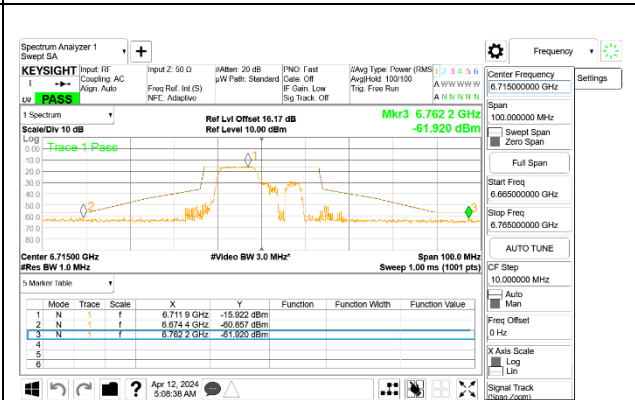 Spectrum Analyzer 1
Swept SA
Frequency
KEYSIGHT
Input: RF
Coupling: AC
Align: Auto
Input Z: 50 Ω
Freq Ref: Int (S)
NFE: Adaptive
#Atten: 20 dB
µW Path: Standard
PNO: Fast
Gate: Off
IF Gain: Low
Sig Track: Off
#Avg Type: Power (RMS
Avg|Hold: 100/100
Trig: Free Run
1 2 3 4 5 6
A W W W W W
A N N N N N
PASS
Center Frequency
6.715000000 GHz
Settings
1 Spectrum
Scale/Div 10 dB
Ref Lvl Offset 16.17 dB
Ref Level 10.00 dBm
Mkr3 6.762 2 GHz
-61.920 dBm
Span
100.000000 MHz
Swept Span
Zero Span
Log
Trace 1 Pass
0.00
10.0
20.0
30.0
40.0
50.0
60.0
70.0
80.0
1
2
3
Full Span
Start Freq
6.665000000 GHz
Stop Freq
6.765000000 GHz
AUTO TUNE
Center 6.71500 GHz
#Res BW 1.0 MHz
#Video BW 3.0 MHz*
Span 100.0 MHz
Sweep 1.00 ms (1001 pts)
CF Step
10.000000 MHz
Auto
Man
5 Marker Table
Mode Trace Scale X Y Function Function Width Function Value
1 N 1 f 6.711 9 GHz -15.922 dBm
2 N 1 f 6.674 4 GHz -60.857 dBm
3 N 1 f 6.762 2 GHz -61.920 dBm
4
5
6
Freq Offset
0 Hz
X Axis Scale
Log
Lin
Signal Track
(Span Zoom)
Apr 12, 2024
5:08:38 AM